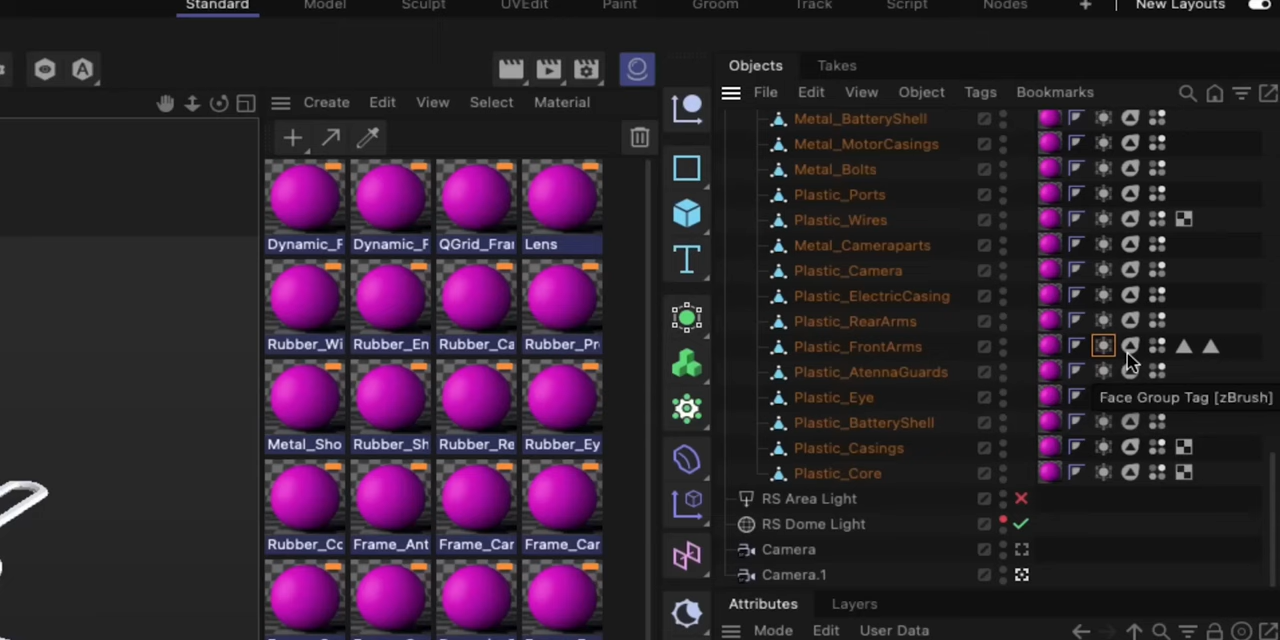 Standard
Model
Sculpt
UVEdit
Paint
Groom
Track
Script
Nodes
New Layouts
Create
Edit
View
Select
Material
Dynamic_F
Dynamic_F
QGrid_Frar
Lens
Rubber_Wi
Rubber_En
Rubber_Ca
Rubber_Pr
Metal_Sho
Rubber_Sh
Rubber_Re
Rubber_Ey
Rubber_Cc
Frame_Ant
Frame_Car
Frame_Car
Objects
Takes
File
Edit
View
Object
Tags
Bookmarks
Metal_BatteryShell
Metal_MotorCasings
Metal_Bolts
Plastic_Ports
Plastic_Wires
Metal_Cameraparts
Plastic_Camera
Plastic_ElectricCasing
Plastic_RearArms
Plastic_FrontArms
Plastic_AtennaGuards
Plastic_Eye
Face Group Tag [zBrush]
Plastic_BatteryShell
Plastic_Casings
Plastic_Core
RS Area Light
RS Dome Light
Camera
Camera.1
Attributes
Layers
Mode
Edit
User Data